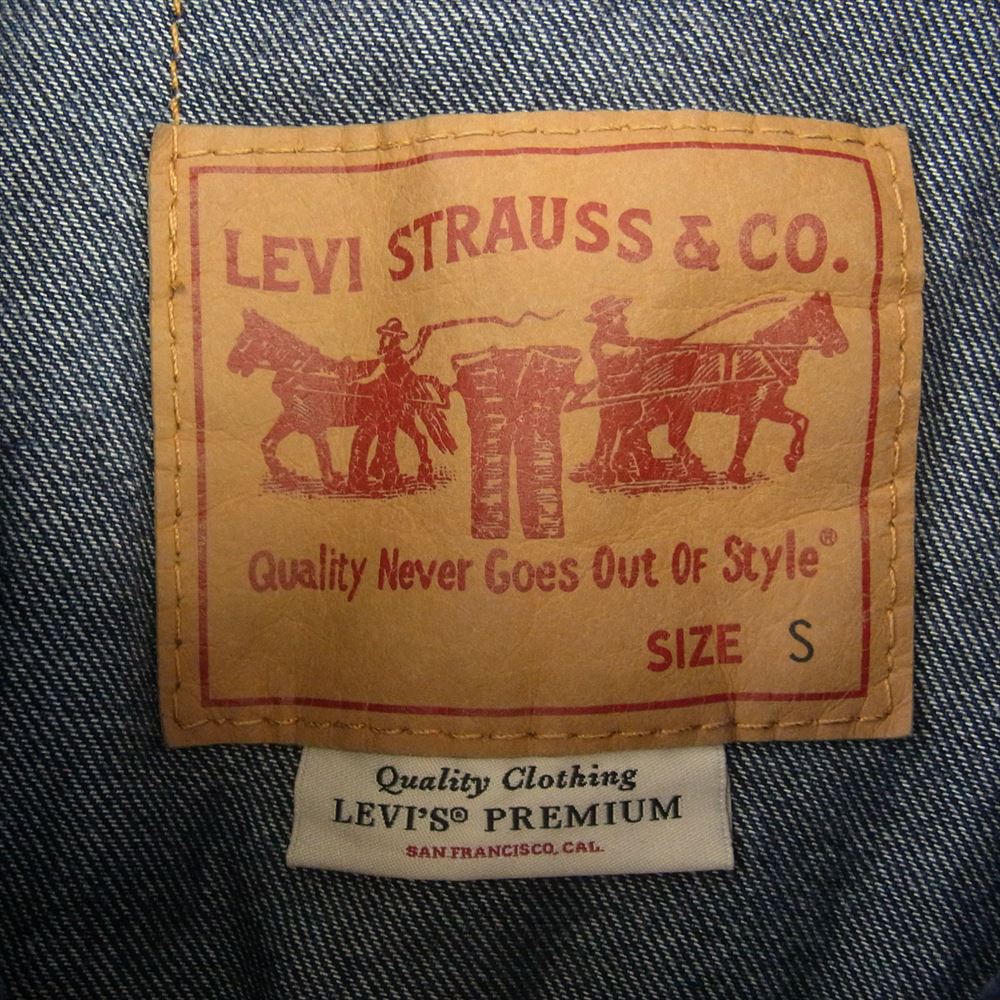 LEVI STRAUSS & CO.
Quality Never Goes Out Of Style®
SIZE S
Quality Clothing
LEVI'S® PREMIUM
SAN FRANCISCO, CAL.